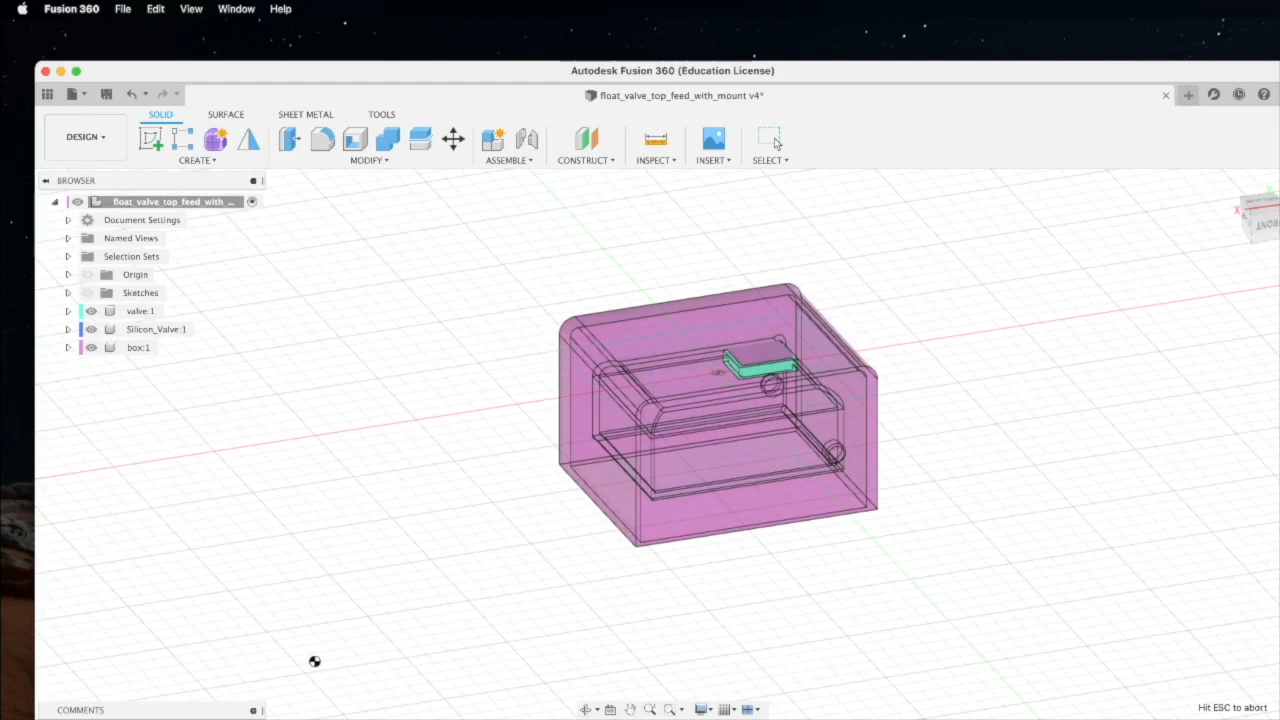 Fusion 360 File Edit View Window Help
Autodesk Fusion 360 (Education License)
float_valve_top_feed_with_mount v4*
SOLID SURFACE SHEET METAL TOOLS
DESIGN
CREATE MODIFY ASSEMBLE CONSTRUCT INSPECT INSERT SELECT
BROWSER
float_valve_top_feed_with_...
Document Settings
Named Views
Selection Sets
Origin
Sketches
valve:1
Silicon_Valve:1
box:1
X
FRONT
COMMENTS
Hit ESC to abort